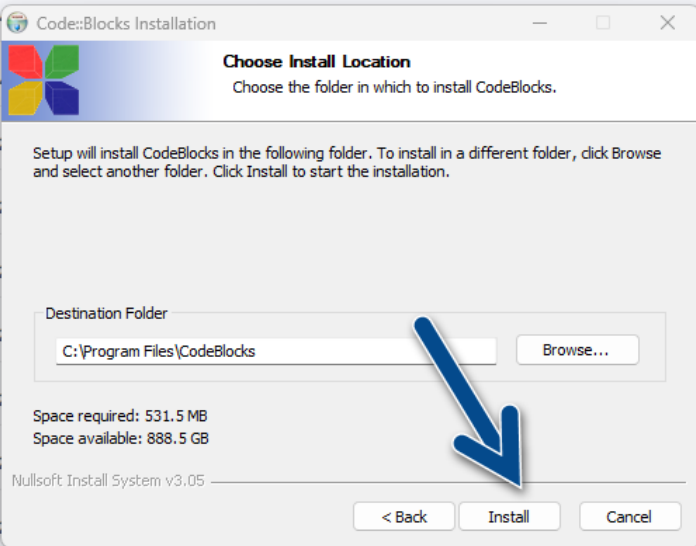 Code::Blocks Installation
Choose Install Location
Choose the folder in which to install CodeBlocks.
Setup will install CodeBlocks in the following folder. To install in a different folder, click Browse
and select another folder. Click Install to start the installation.
Destination Folder
C:\Program Files\CodeBlocks
Browse...
Space required: 531.5 MB
Space available: 888.5 GB
Nullsoft Install System v3.05
< Back
Install
Cancel